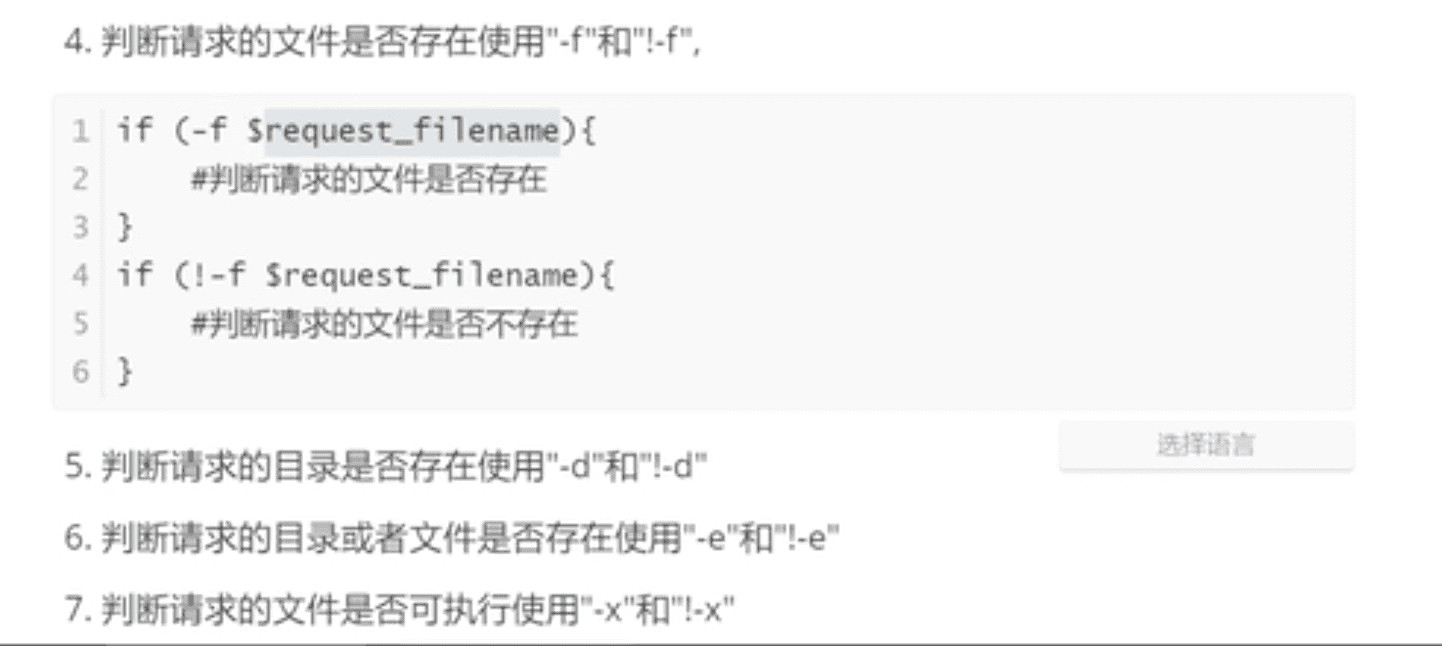 4. 判断请求的文件是否存在使用"-f"和"!-f",
1 if (-f $request_filename){
2 #判断请求的文件是否存在
3 }
4 if (!-f $request_filename){
5 #判断请求的文件是否不存在
6 }
选择语言
5. 判断请求的目录是否存在使用"-d"和"!-d"
6. 判断请求的目录或者文件是否存在使用"-e"和"!-e"
7. 判断请求的文件是否可执行使用"-x"和"!-x"